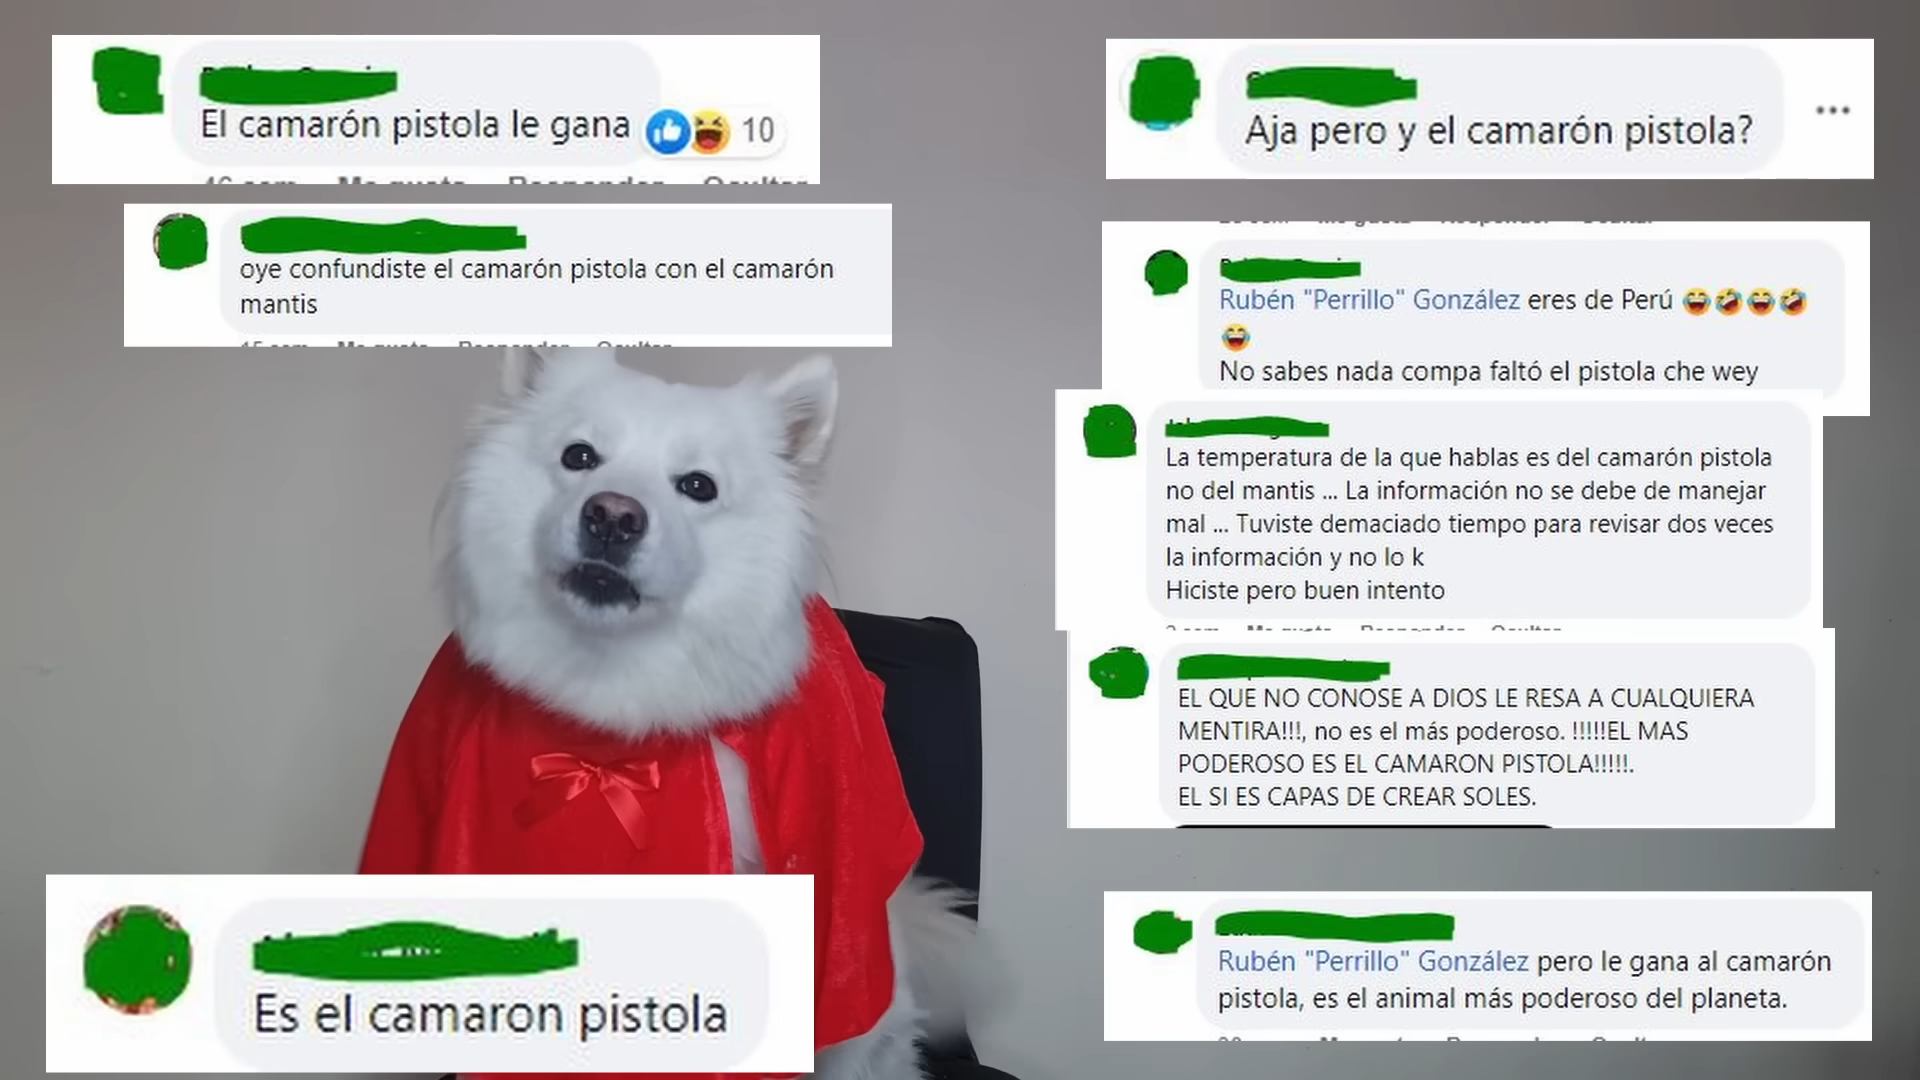 El camarón pistola le gana
10
oye confundiste el camarón pistola con el camarón
mantis
Es el camaron pistola
Aja pero y el camarón pistola?
Rubén "Perrillo" González eres de Perú 😂🤣😂🤣
😂
No sabes nada compa faltó el pistola che wey
La temperatura de la que hablas es del camarón pistola
no del mantis ... La información no se debe de manejar
mal ... Tuviste demaciado tiempo para revisar dos veces
la información y no lo k
Hiciste pero buen intento
EL QUE NO CONOSE A DIOS LE RESA A CUALQUIERA
MENTIRA!!!, no es el más poderoso. !!!!!EL MAS
PODEROSO ES EL CAMARON PISTOLA!!!!!.
EL SI ES CAPAS DE CREAR SOLES.
Rubén "Perrillo" González pero le gana al camarón
pistola, es el animal más poderoso del planeta.